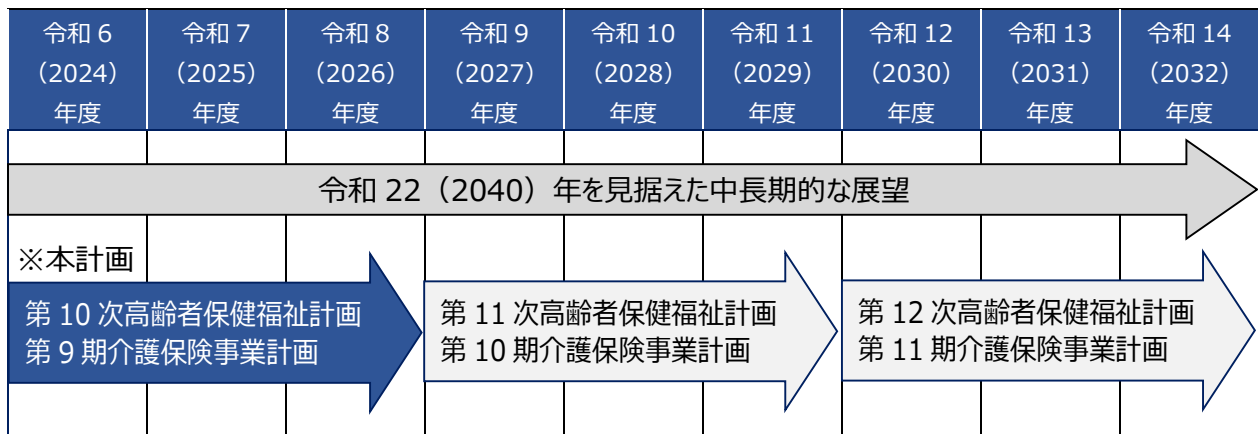 令和 6
（2024）
年度
令和 7
（2025）
年度
令和 8
（2026）
年度
令和 9
（2027）
年度
令和 10
（2028）
年度
令和 11
（2029）
年度
令和 12
（2030）
年度
令和 13
（2031）
年度
令和 14
（2032）
年度
令和 22（2040）年を見据えた中長期的な展望
※本計画
第 10 次高齢者保健福祉計画
第 9 期介護保険事業計画
第 11 次高齢者保健福祉計画
第 10 期介護保険事業計画
第 12 次高齢者保健福祉計画
第 11 期介護保険事業計画